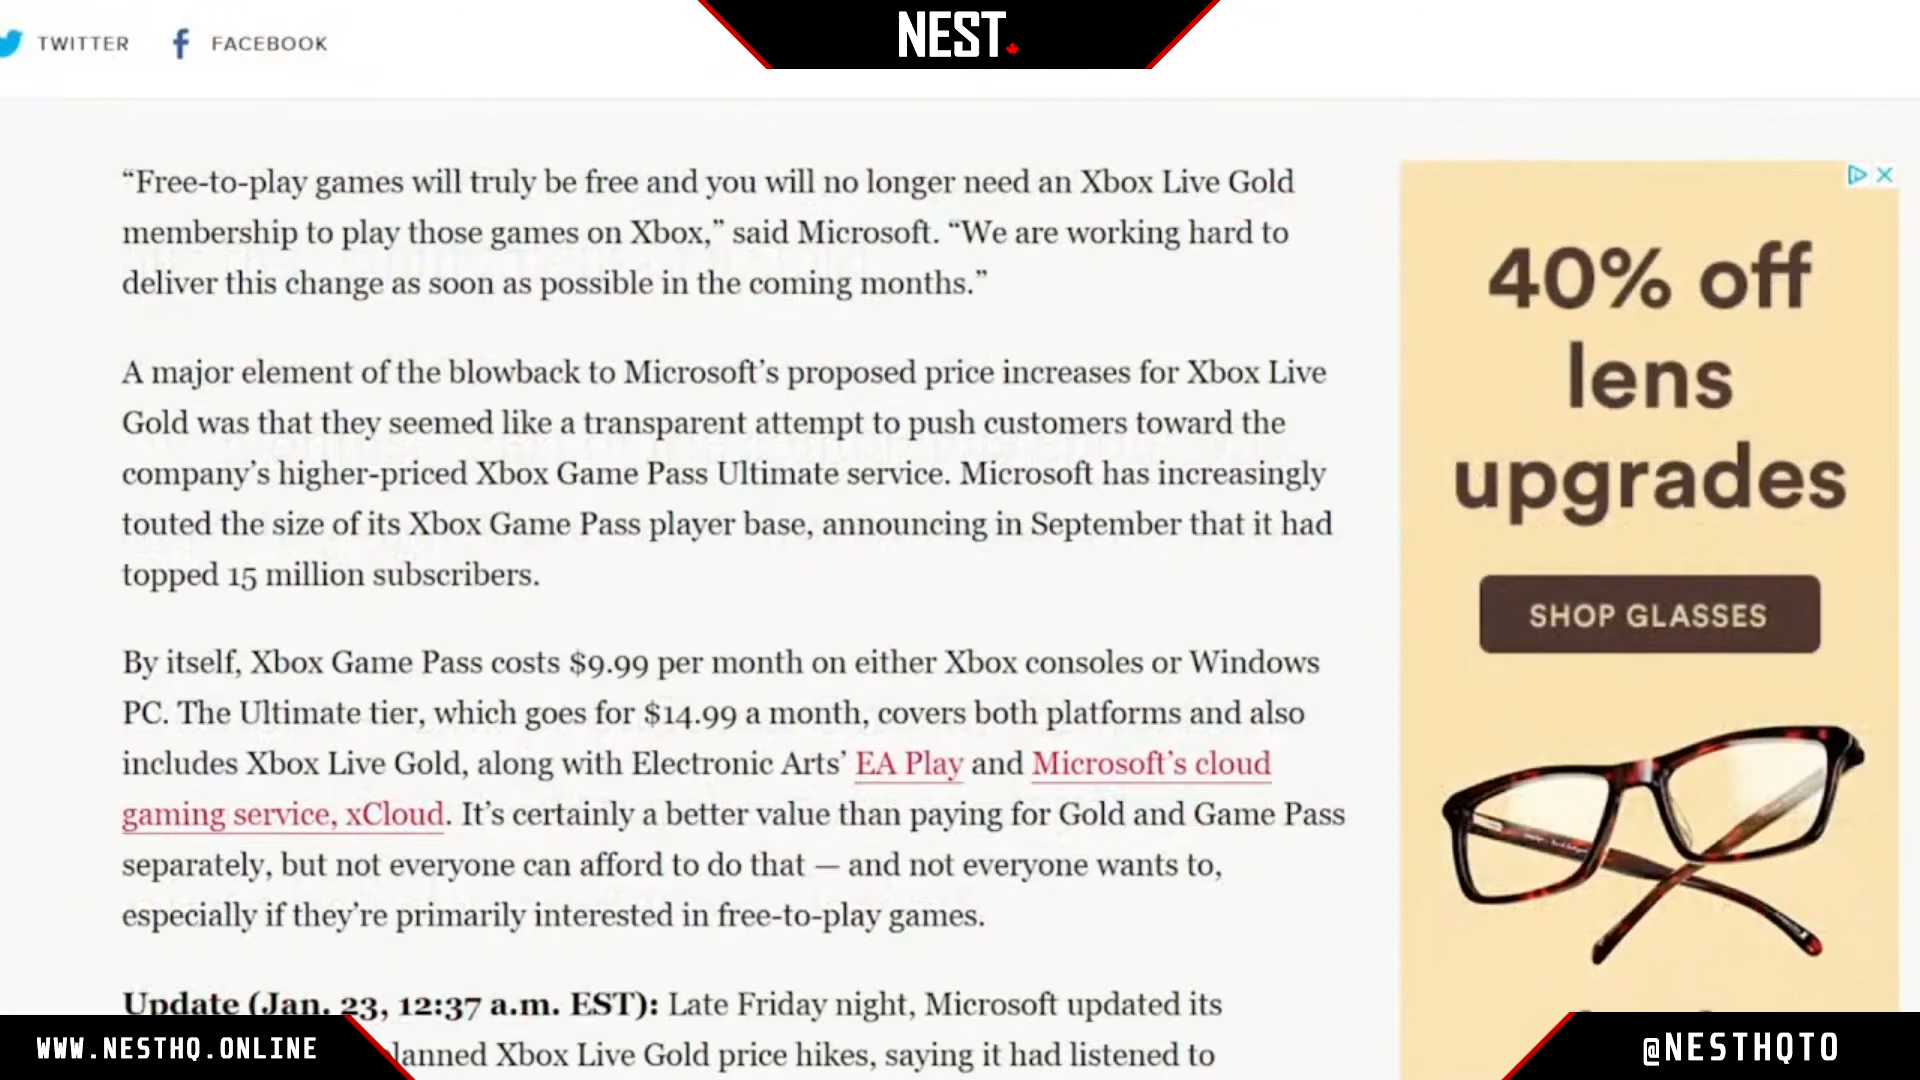 TWITTER FACEBOOK
NEST
“Free-to-play games will truly be free and you will no longer need an Xbox Live Gold
membership to play those games on Xbox,” said Microsoft. “We are working hard to
deliver this change as soon as possible in the coming months.”
A major element of the blowback to Microsoft’s proposed price increases for Xbox Live
Gold was that they seemed like a transparent attempt to push customers toward the
company’s higher-priced Xbox Game Pass Ultimate service. Microsoft has increasingly
touted the size of its Xbox Game Pass player base, announcing in September that it had
topped 15 million subscribers.
By itself, Xbox Game Pass costs $9.99 per month on either Xbox consoles or Windows
PC. The Ultimate tier, which goes for $14.99 a month, covers both platforms and also
includes Xbox Live Gold, along with Electronic Arts’ EA Play and Microsoft’s cloud
gaming service, xCloud. It’s certainly a better value than paying for Gold and Game Pass
separately, but not everyone can afford to do that — and not everyone wants to,
especially if they’re primarily interested in free-to-play games.
Update (Jan. 23, 12:37 a.m. EST): Late Friday night, Microsoft updated its
lanned Xbox Live Gold price hikes, saying it had listened to
40% off
lens
upgrades
SHOP GLASSES
WWW.NESTHQ.ONLINE
@NESTHQTO